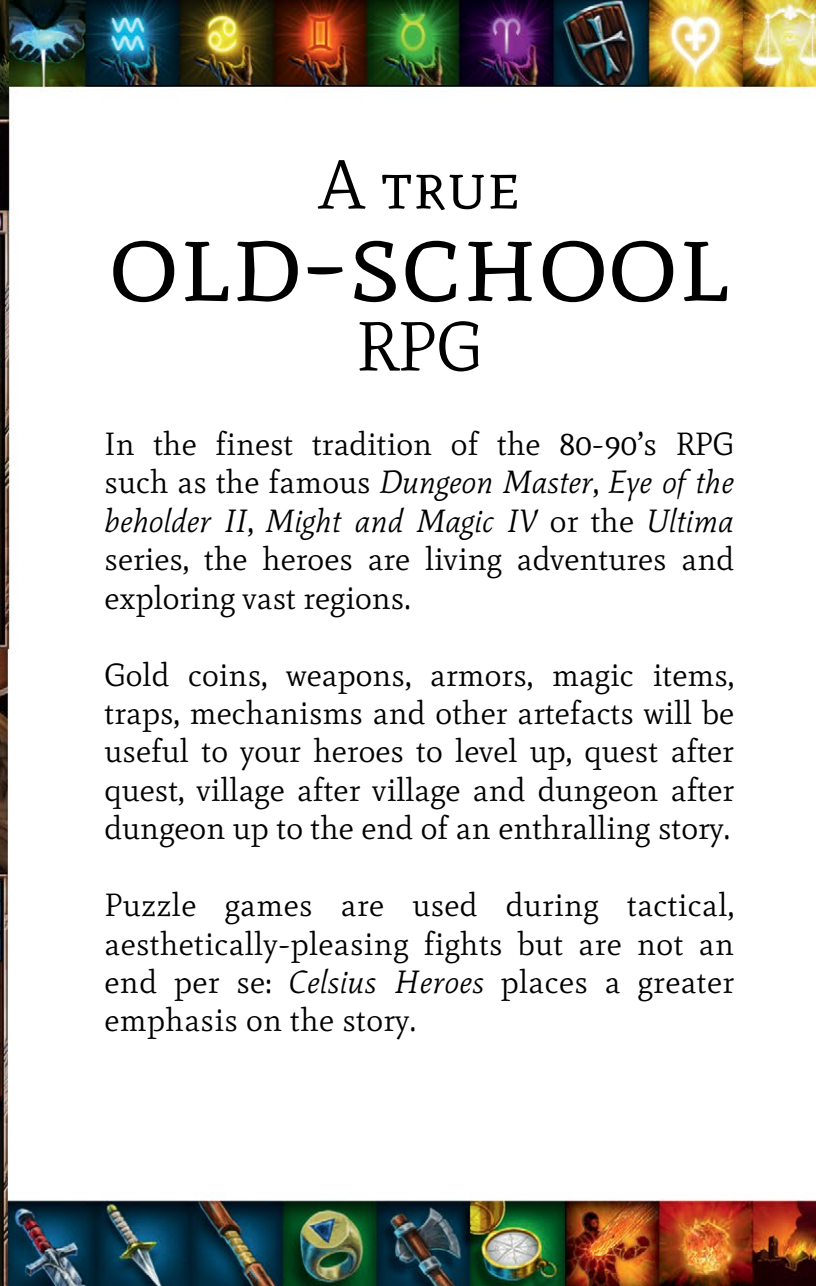 A TRUE
OLD-SCHOOL
RPG
In the finest tradition of the 80-90’s RPG
such as the famous Dungeon Master, Eye of the
beholder II, Might and Magic IV or the Ultima
series, the heroes are living adventures and
exploring vast regions.
Gold coins, weapons, armors, magic items,
traps, mechanisms and other artefacts will be
useful to your heroes to level up, quest after
quest, village after village and dungeon after
dungeon up to the end of an enthralling story.
Puzzle games are used during tactical,
aesthetically-pleasing fights but are not an
end per se: Celsius Heroes places a greater
emphasis on the story.